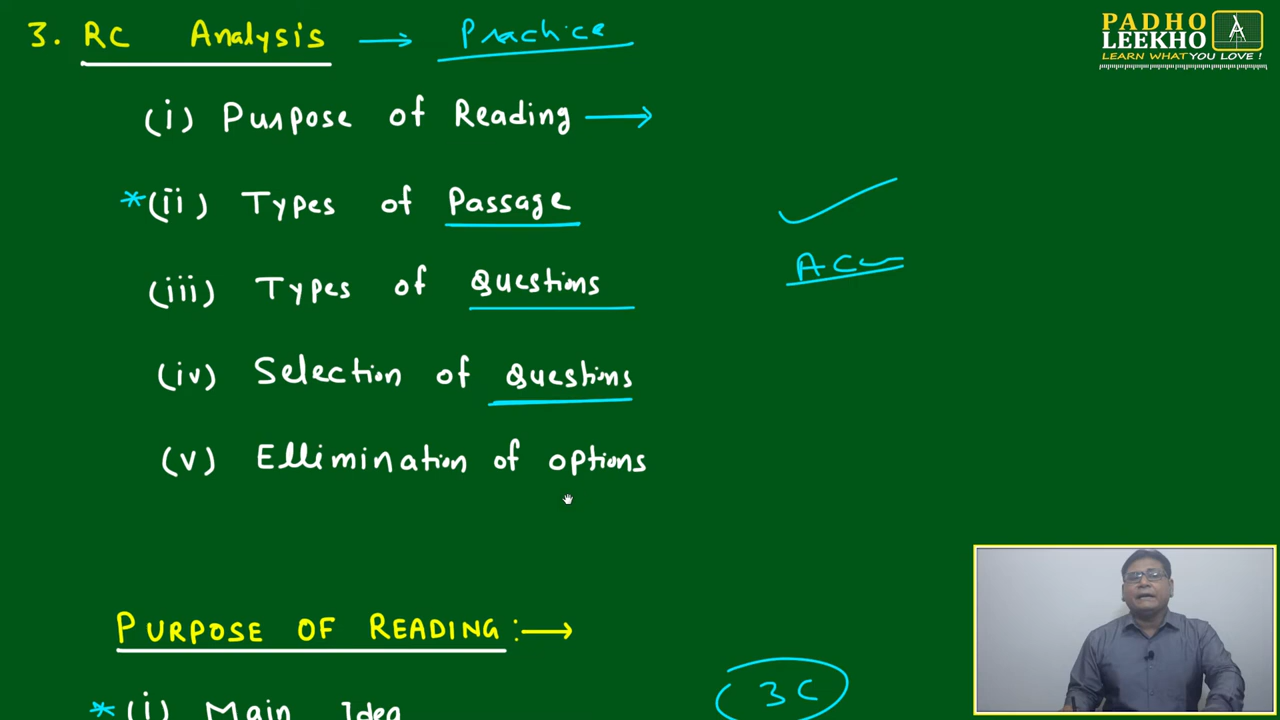 3. RC Analysis → Practice
PADHO
LEEKHO
LEARN WHAT YOU LOVE !
(i) Purpose of Reading →
*(ii) Types of Passage
(iii) Types of Questions
(iv) Selection of Questions
(v) Ellimination of options
PURPOSE OF READING :→
3C
*(i) Main Idea